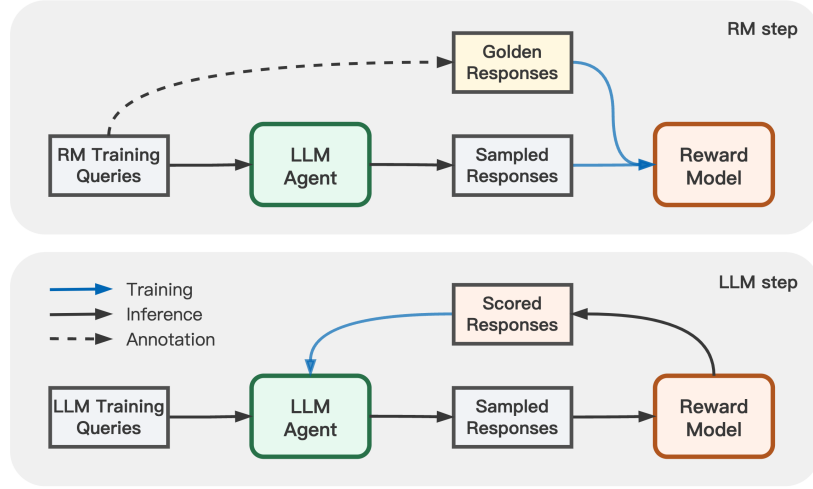 RM step
Golden
Responses
RM Training
Queries
LLM
Agent
Sampled
Responses
Reward
Model
LLM step
Training
Inference
Annotation
Scored
Responses
LLM Training
Queries
LLM
Agent
Sampled
Responses
Reward
Model